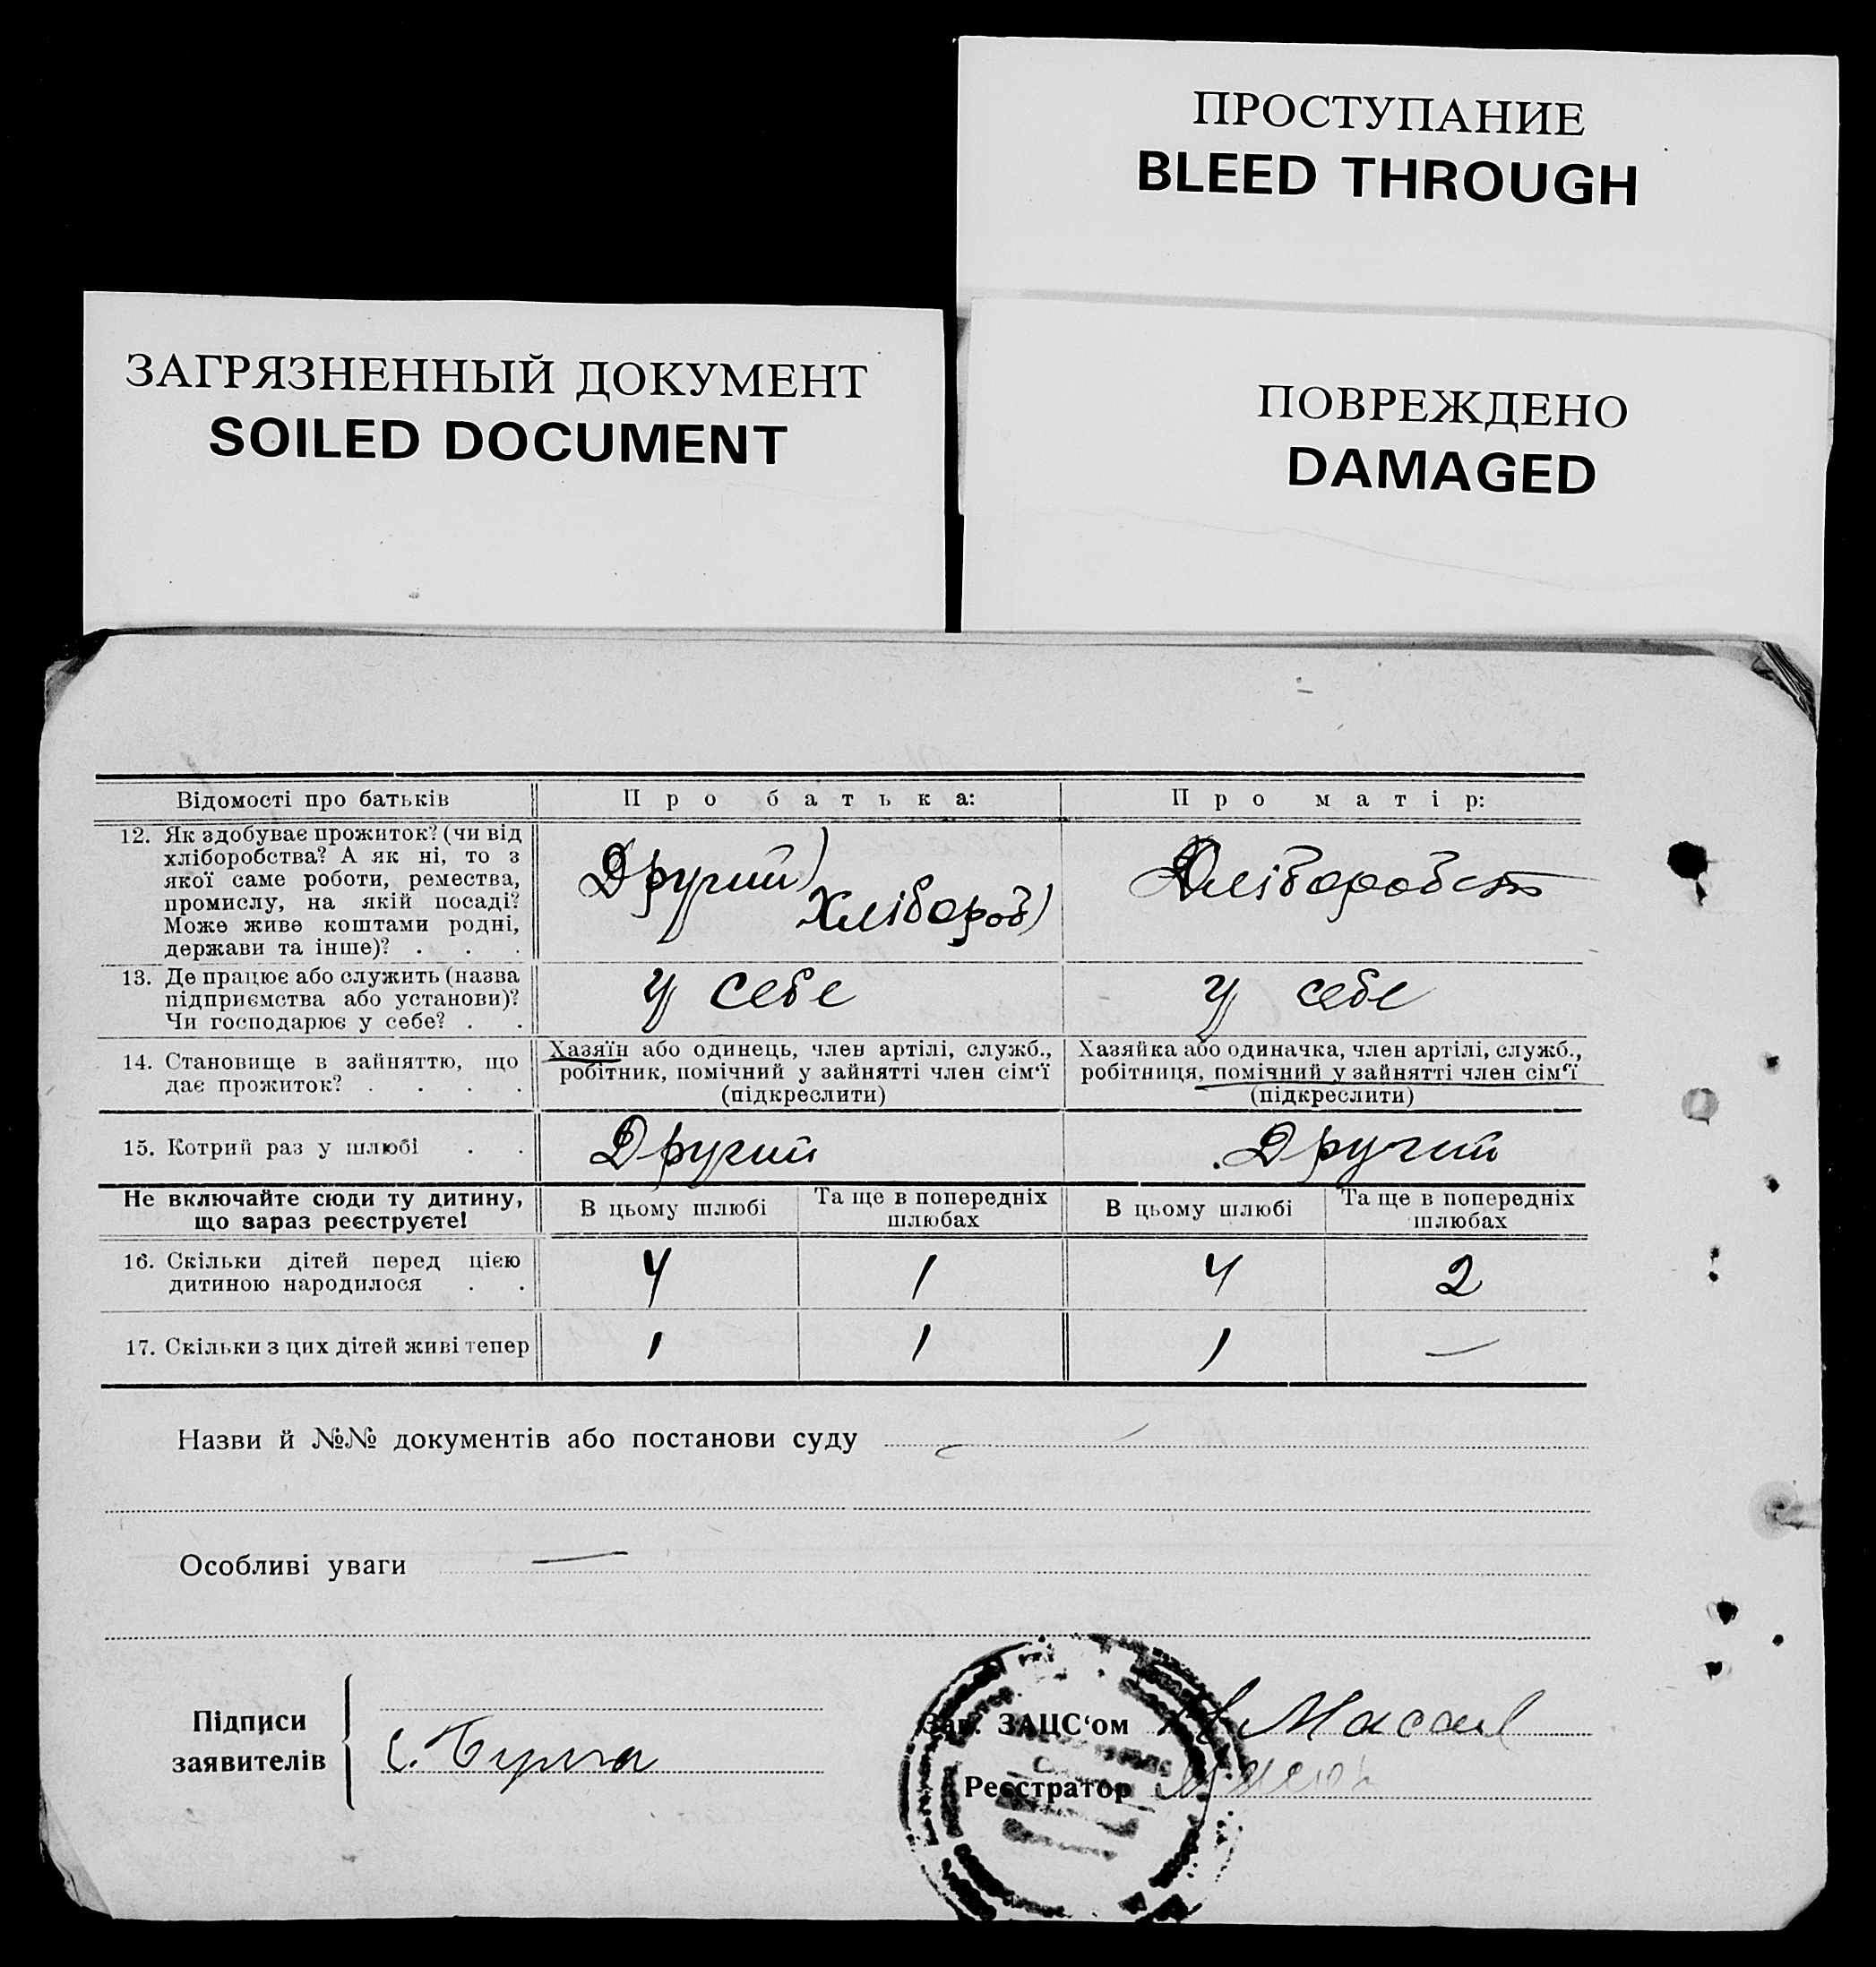 ПРОСТУПАНИЕ
BLEED THROUGH
ЗАГРЯЗНЕННЫЙ ДОКУМЕНТ
SOILED DOCUMENT
ПОВРЕЖДЕНО
DAMAGED
Відомості про батьків
Про батька:
Про матір:
12. Як здобуває прожиток? (чи від
хліборобства? А як ні, то з
якої саме роботи, ремества,
промислу, на якій посаді?
Може живе коштами родні,
держави та інше)? . . .
Другий)
Хлібороб)
Хліборобст
13. Де працює або служить (назва
підприємства або установи)?
Чи господарює у себе? . .
у себе
у себе
14. Становище в зайняттю, що
дає прожиток? . . . .
Хазяїн або одинець, член артілі, служб.,
робітник, помічний у зайнятті член сім'ї
(підкреслити)
Хазяйка або одиначка, член артілі, служб.,
робітниця, помічний у зайнятті член сім'ї
(підкреслити)
15. Котрий раз у шлюбі . .
Другий
Другий
Не включайте сюди ту дитину,
що зараз реєструєте!
В цьому шлюбі
Та ще в попередніх
шлюбах
В цьому шлюбі
Та ще в попередніх
шлюбах
16. Скільки дітей перед цією
дитиною народилося . .
4
1
4
2
17. Скільки з цих дітей живі тепер
1
1
1
—
Назви й №№ документів або постанови суду
Особливі уваги —
Підписи
заявителів
Зав. ЗАЦС'ом
Реєстратор